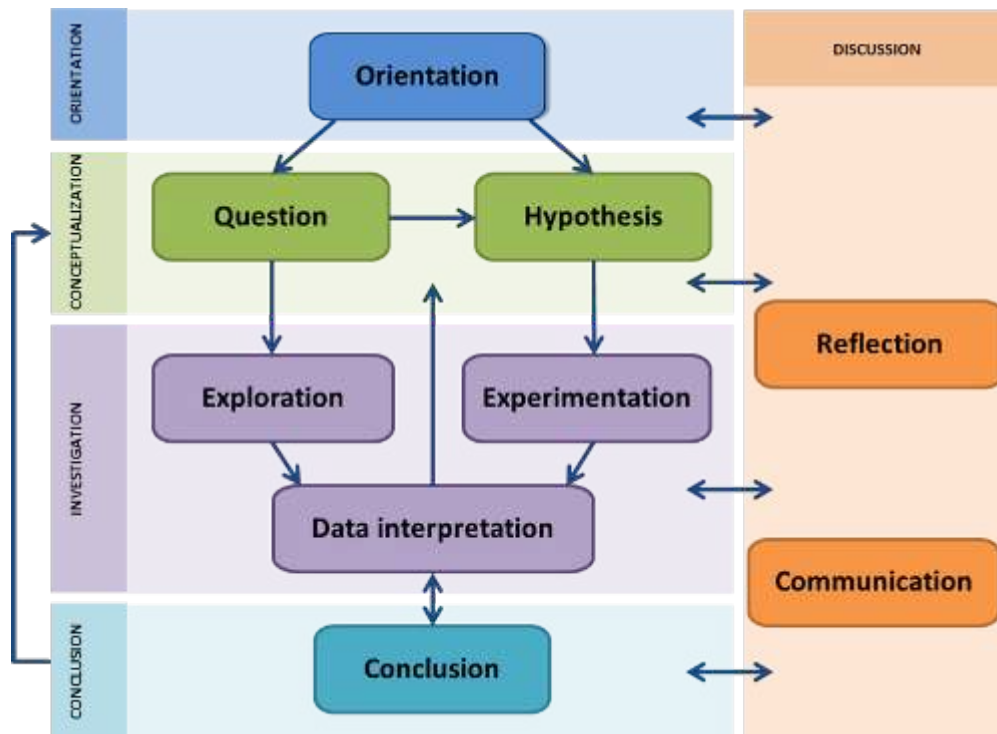 ORIENTATION
Orientation
DISCUSSION
CONCEPTUALIZATION
Question
Hypothesis
Reflection
INVESTIGATION
Exploration
Experimentation
Data interpretation
Communication
CONCLUSION
Conclusion